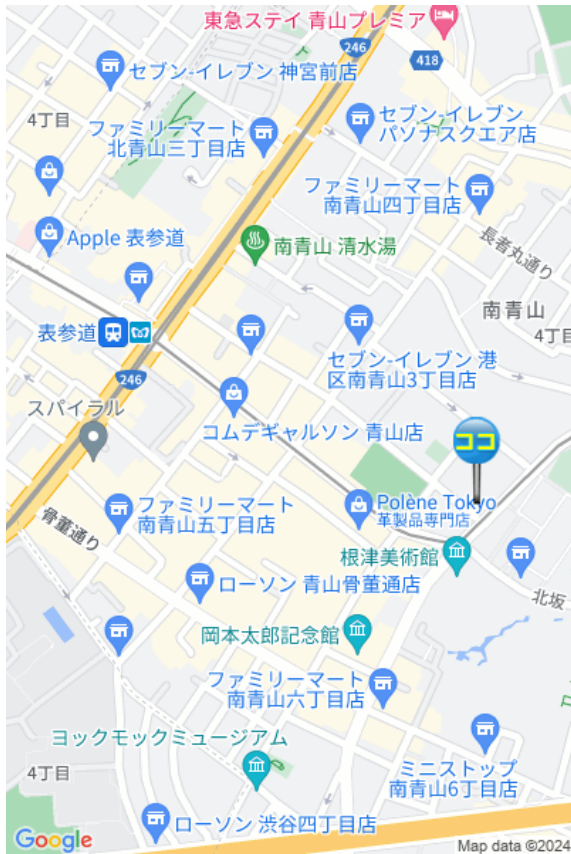 東急ステイ 青山プレミア
246
418
セブン-イレブン 神宮前店
4丁目
ファミリーマート
北青山三丁目店
セブン-イレブン
パソナスクエア店
ファミリーマート
南青山四丁目店
Apple 表参道
南青山 清水湯
長者丸通り
南青山
4丁目
表参道
セブン-イレブン 港
区南青山3丁目店
246
スパイラル
コムデギャルソン 青山店
ココ
ファミリーマート
南青山五丁目店
骨董通り
Polène Tokyo
革製品専門店
根津美術館
ローソン 青山骨董通店
北坂
岡本太郎記念館
ファミリーマート
南青山六丁目店
ヨックモックミュージアム
4丁目
ミニストップ
南青山6丁目店
ローソン 渋谷四丁目店
Google
Map data ©2024